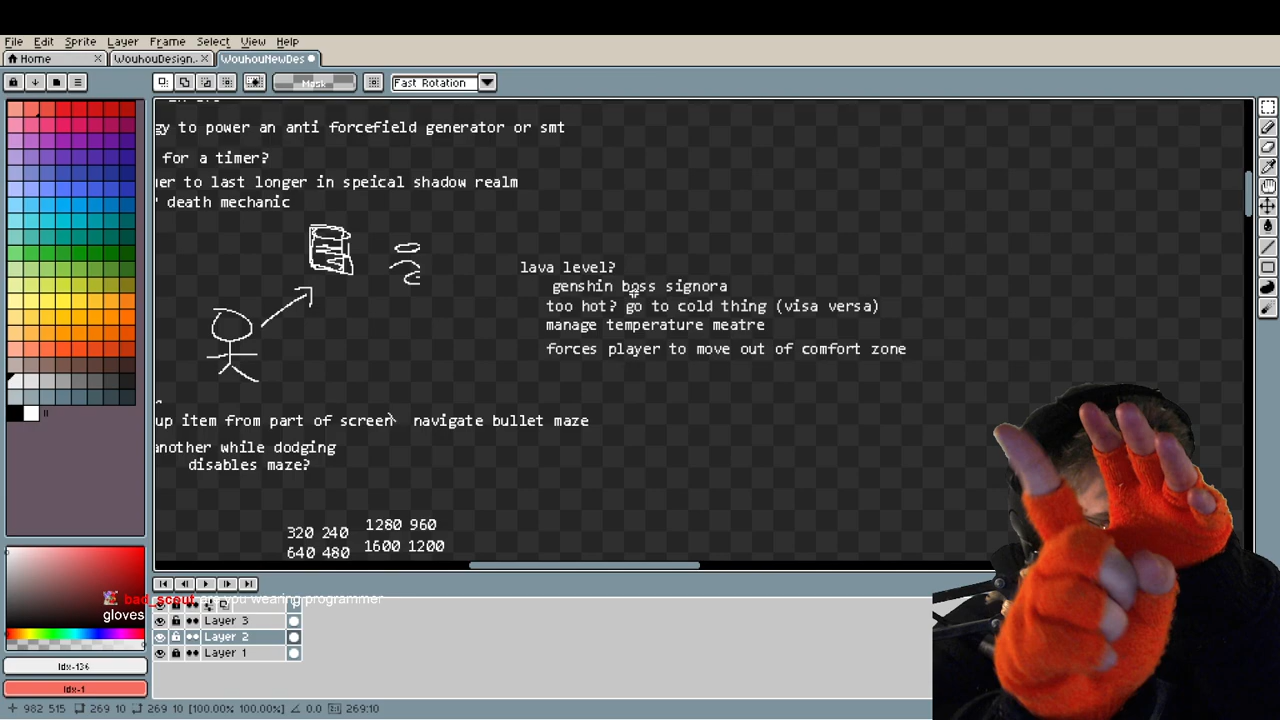 File Edit Sprite Layer Frame Select View Help
Home WouhouDesign. WouhouNewDes
Mask Fast Rotation
gy to power an anti forcefield generator or smt
for a timer?
er to last longer in speical shadow realm
death mechanic
lava level?
genshin boss signora
too hot? go to cold thing (visa versa)
manage temperature meatre
forces player to move out of comfort zone
up item from part of screen navigate bullet maze
another while dodging
disables maze?
320 240 1280 960
640 480 1600 1200
bad_scout are you wearing programmer
gloves
Layer 3
Layer 2
Layer 1
Idx-136
Idx-1
982 515 269 10 269 10 [100.00% 100.00%] 0.0 269:10